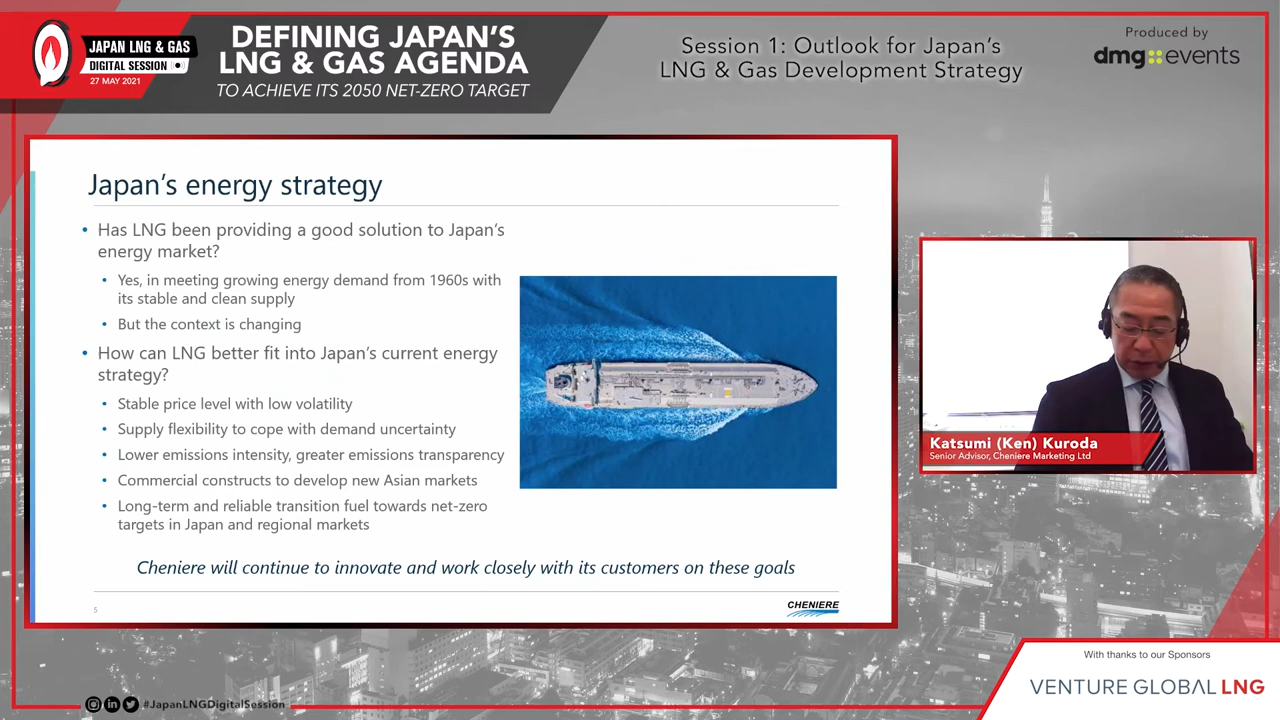 JAPAN LNG & GAS
DIGITAL SESSION
27 MAY 2021
DEFINING JAPAN'S
LNG & GAS AGENDA
TO ACHIEVE ITS 2050 NET-ZERO TARGET
Session 1: Outlook for Japan's
LNG & Gas Development Strategy
Produced by
dmg::events
Japan's energy strategy
• Has LNG been providing a good solution to Japan's
energy market?
• Yes, in meeting growing energy demand from 1960s with
its stable and clean supply
• But the context is changing
• How can LNG better fit into Japan's current energy
strategy?
• Stable price level with low volatility
• Supply flexibility to cope with demand uncertainty
• Lower emissions intensity, greater emissions transparency
• Commercial constructs to develop new Asian markets
• Long-term and reliable transition fuel towards net-zero
targets in Japan and regional markets
Cheniere will continue to innovate and work closely with its customers on these goals
5
CHENIERE
Katsumi (Ken) Kuroda
Senior Advisor, Cheniere Marketing Ltd
With thanks to our Sponsors
VENTURE GLOBAL LNG
#JapanLNGDigitalSession